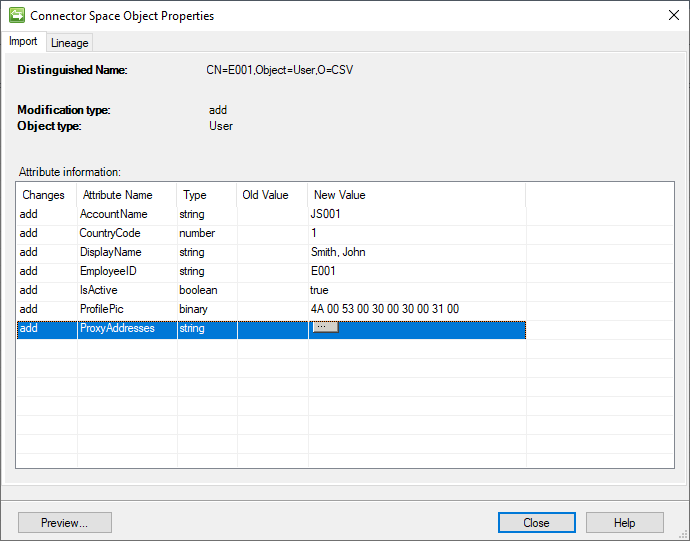 Connector Space Object Properties
Import Lineage
Distinguished Name: CN=E001,Object=User,O=CSV
Modification type: add
Object type: User
Attribute information:
Changes Attribute Name Type Old Value New Value
add AccountName string JS001
add CountryCode number 1
add DisplayName string Smith, John
add EmployeeID string E001
add IsActive boolean true
add ProfilePic binary 4A 00 53 00 30 00 30 00 31 00
add ProxyAddresses string ...
Preview... Close Help